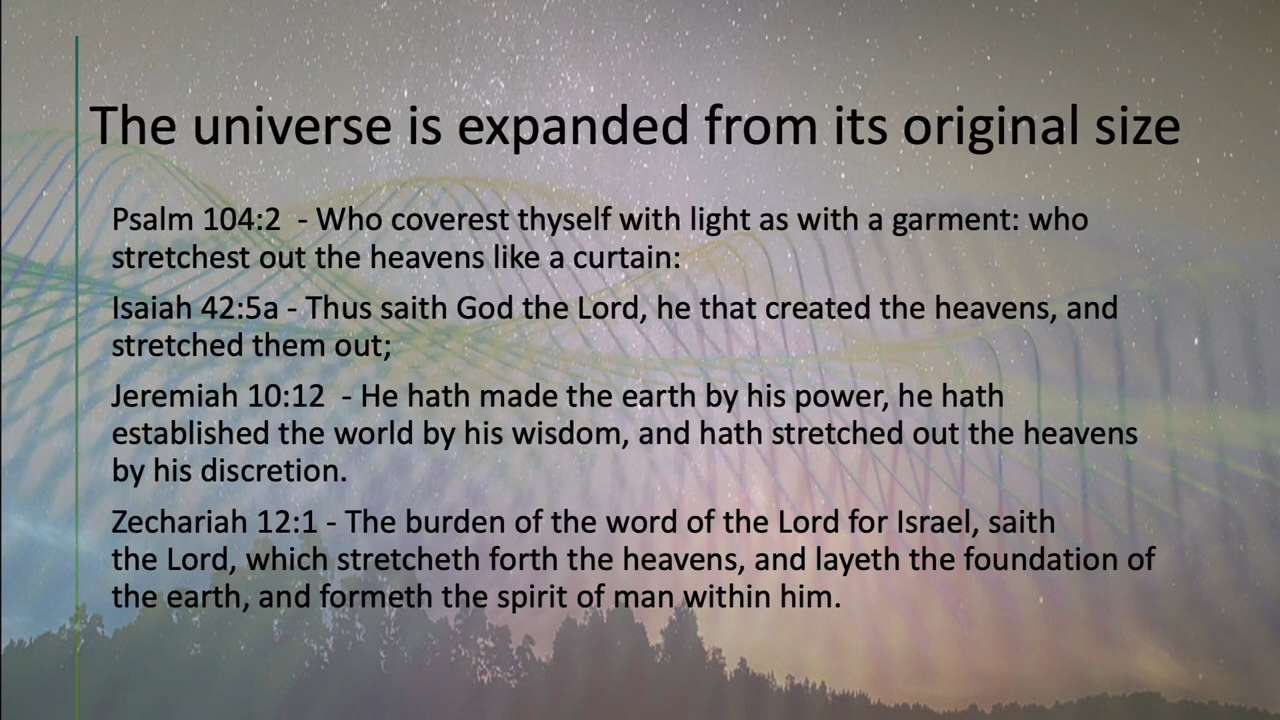 The universe is expanded from its original size
Psalm 104:2  - Who coverest thyself with light as with a garment: who
stretchest out the heavens like a curtain:
Isaiah 42:5a - Thus saith God the Lord, he that created the heavens, and
stretched them out;
Jeremiah 10:12  - He hath made the earth by his power, he hath
established the world by his wisdom, and hath stretched out the heavens
by his discretion.
Zechariah 12:1 - The burden of the word of the Lord for Israel, saith
the Lord, which stretcheth forth the heavens, and layeth the foundation of
the earth, and formeth the spirit of man within him.